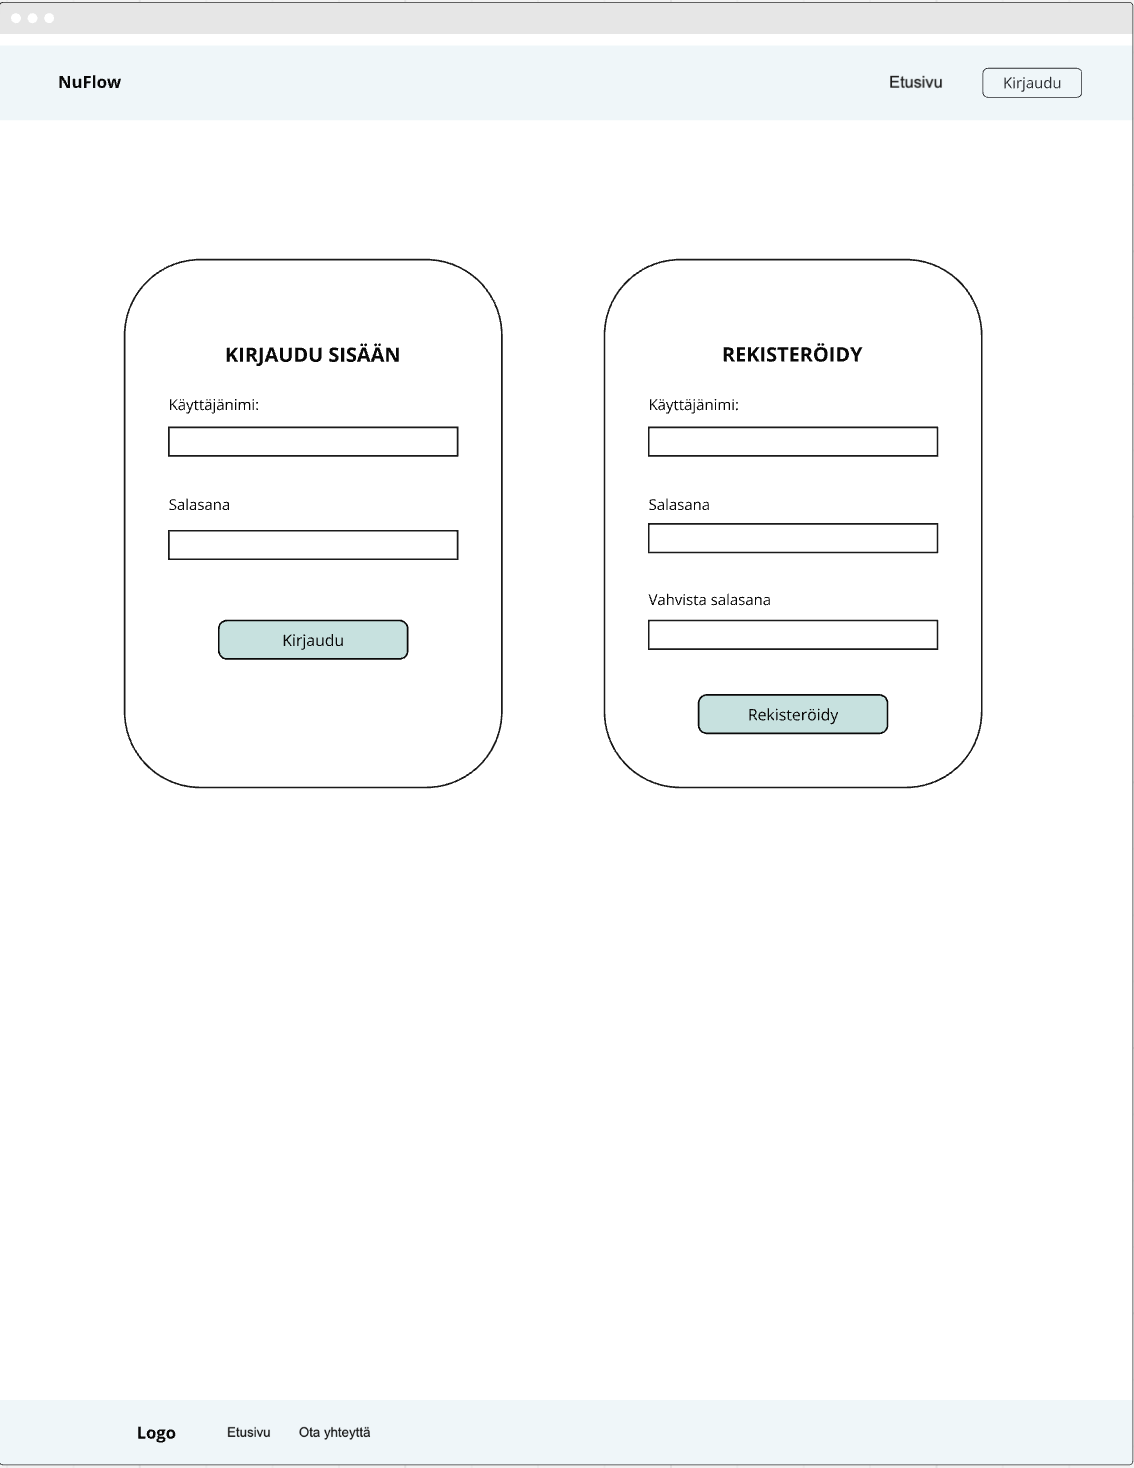 NuFlow
Etusivu
Kirjaudu
KIRJAUDU SISÄÄN
Käyttäjänimi:
Salasana
Kirjaudu
REKISTERÖIDY
Käyttäjänimi:
Salasana
Vahvista salasana
Rekisteröidy
Logo
Etusivu
Ota yhteyttä